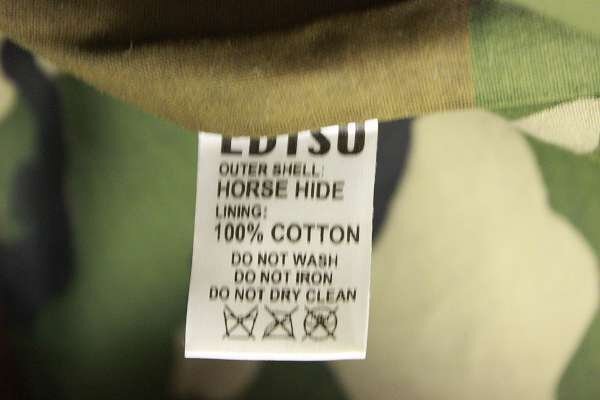 OUTER SHELL:
HORSE HIDE
LINING:
100% COTTON
DO NOT WASH
DO NOT IRON
DO NOT DRY CLEAN